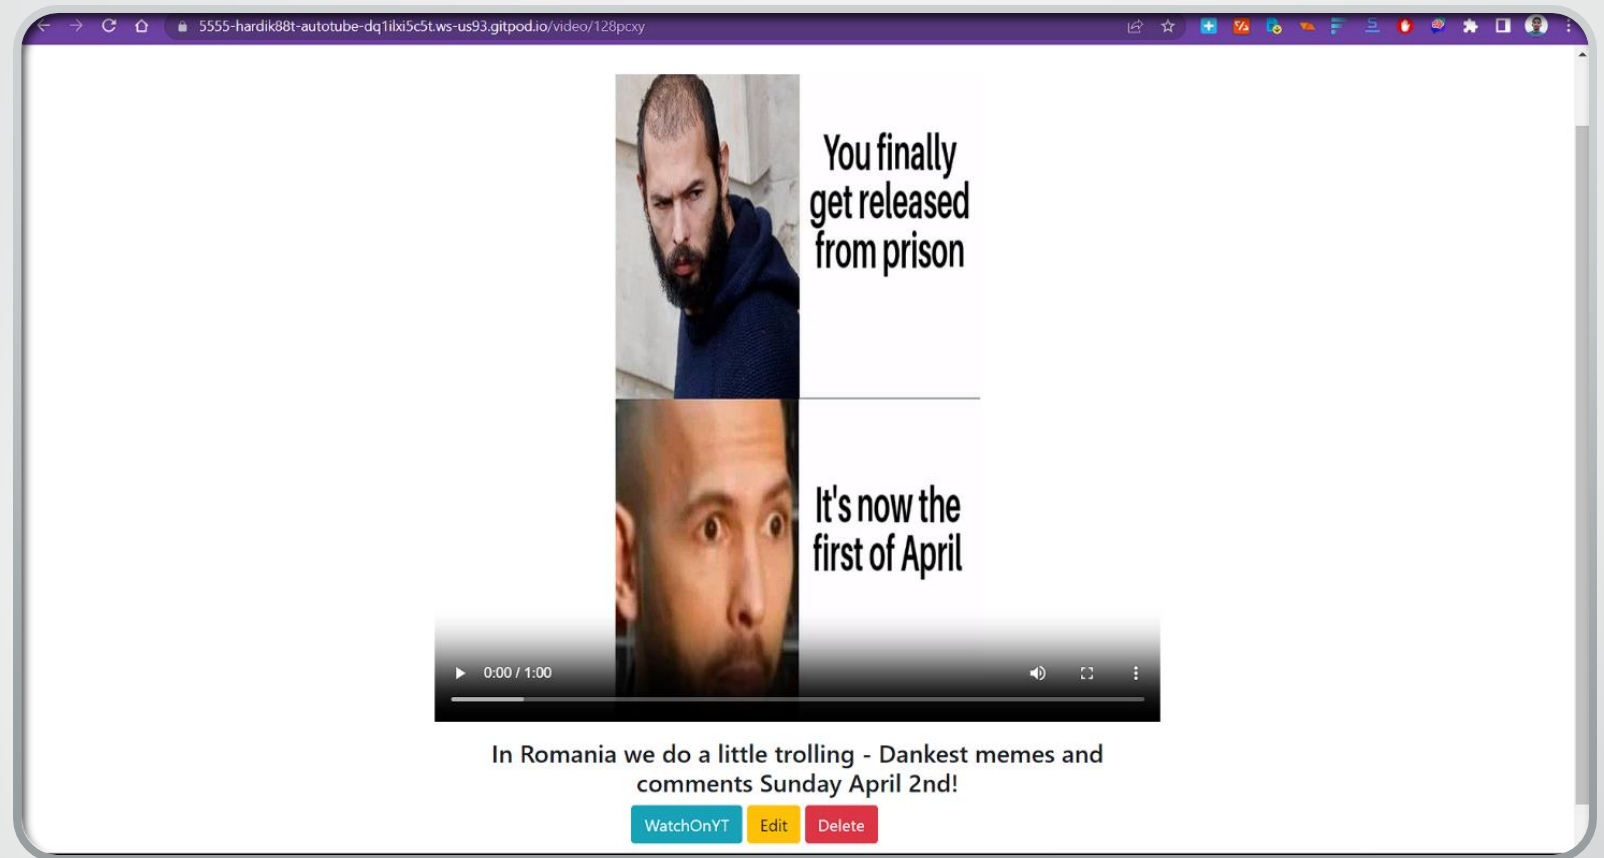 5555-hardik88t-autotube-dq1ilxi5c5t.ws-us93.gitpod.io/video/128pcxy
You finally
get released
from prison
It's now the
first of April
0:00 / 1:00
In Romania we do a little trolling - Dankest memes and
comments Sunday April 2nd!
WatchOnYT Edit Delete